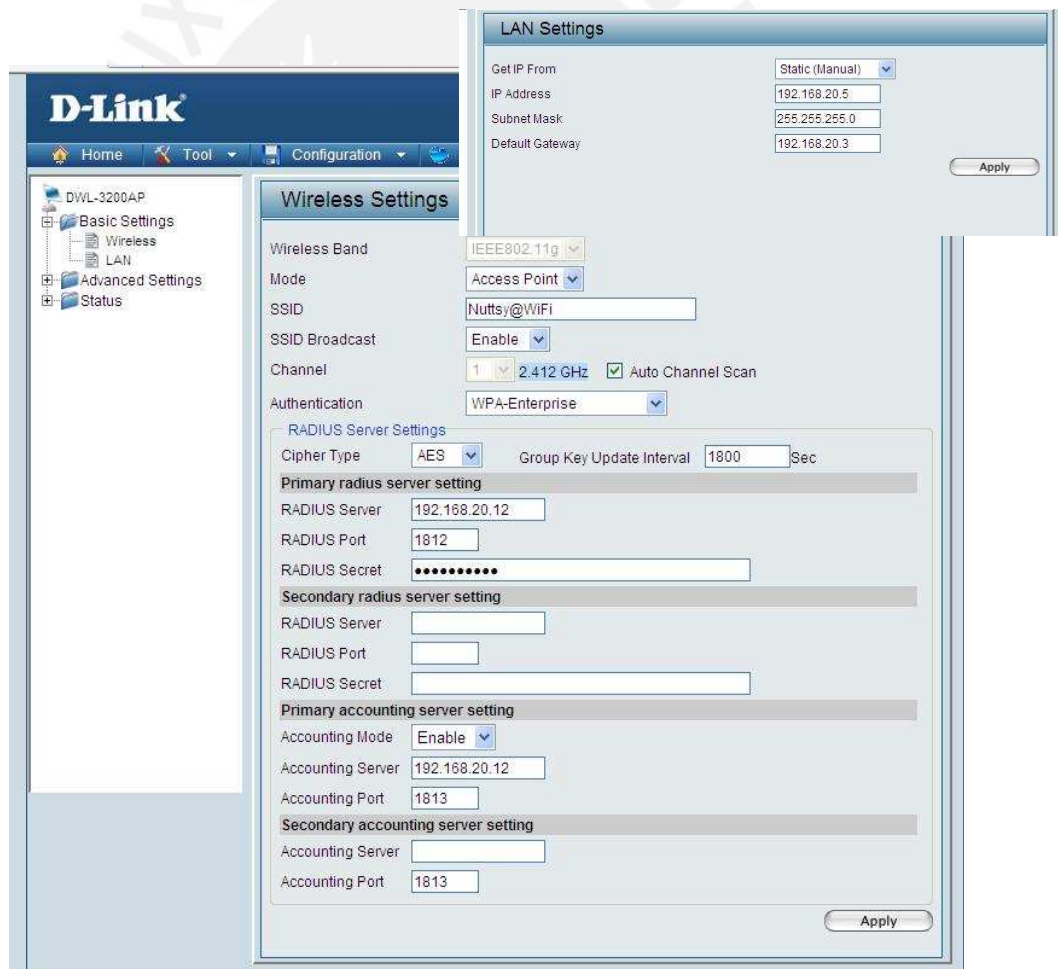 LAN Settings
Get IP From Static (Manual)
IP Address 192.168.20.5
Subnet Mask 255.255.255.0
Default Gateway 192.168.20.3
Apply
D-Link
Home Tool Configuration
DWL-3200AP
Basic Settings
Wireless
LAN
Advanced Settings
Status
Wireless Settings
Wireless Band IEEE802.11g
Mode Access Point
SSID Nuttsy@WiFi
SSID Broadcast Enable
Channel 1 2.412 GHz Auto Channel Scan
Authentication WPA-Enterprise
RADIUS Server Settings
Cipher Type AES Group Key Update Interval 1800 Sec
Primary radius server setting
RADIUS Server 192.168.20.12
RADIUS Port 1812
RADIUS Secret ●●●●●●●●●●
Secondary radius server setting
RADIUS Server
RADIUS Port
RADIUS Secret
Primary accounting server setting
Accounting Mode Enable
Accounting Server 192.168.20.12
Accounting Port 1813
Secondary accounting server setting
Accounting Server
Accounting Port 1813
Apply